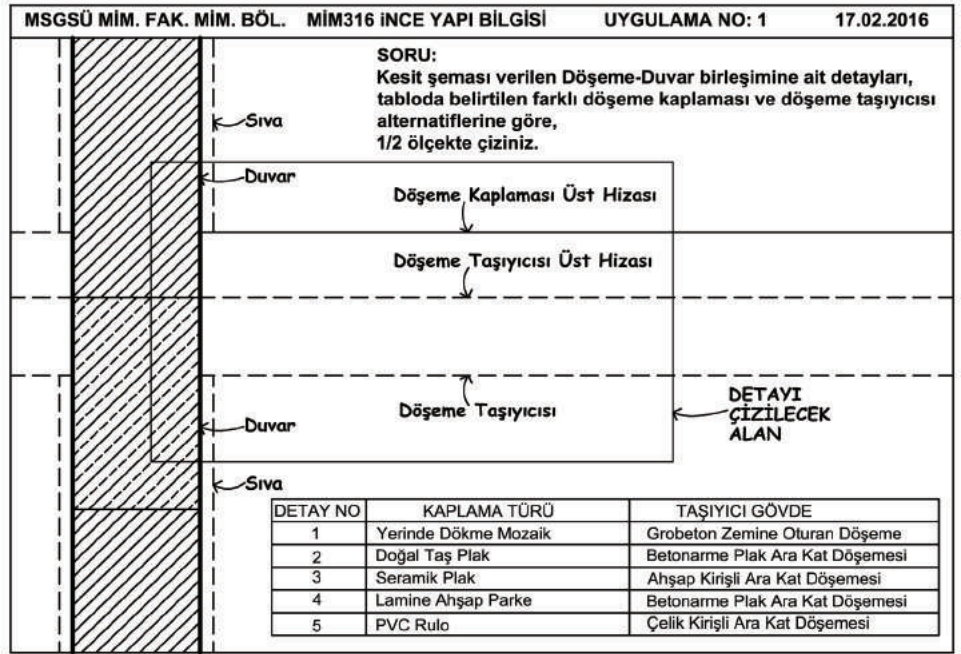 MSGSÜ MİM. FAK. MİM. BÖL. MİM316 iNCE YAPI BİLGİSİ UYGULAMA NO: 1 17.02.2016
SORU:
Kesit şeması verilen Döşeme-Duvar birleşimine ait detayları,
tabloda belirtilen farklı döşeme kaplaması ve döşeme taşıyıcısı
alternatiflerine göre,
1/2 ölçekte çiziniz.
Sıva
Duvar
Döşeme Kaplaması Üst Hizası
Döşeme Taşıyıcısı Üst Hizası
Döşeme Taşıyıcısı
DETAYI
ÇİZİLECEK
ALAN
Duvar
Sıva
DETAY NO KAPLAMA TÜRÜ TAŞIYICI GÖVDE
1 Yerinde Dökme Mozaik Grobeton Zemine Oturan Döşeme
2 Doğal Taş Plak Betonarme Plak Ara Kat Döşemesi
3 Seramik Plak Ahşap Kirişli Ara Kat Döşemesi
4 Lamine Ahşap Parke Betonarme Plak Ara Kat Döşemesi
5 PVC Rulo Çelik Kirişli Ara Kat Döşemesi